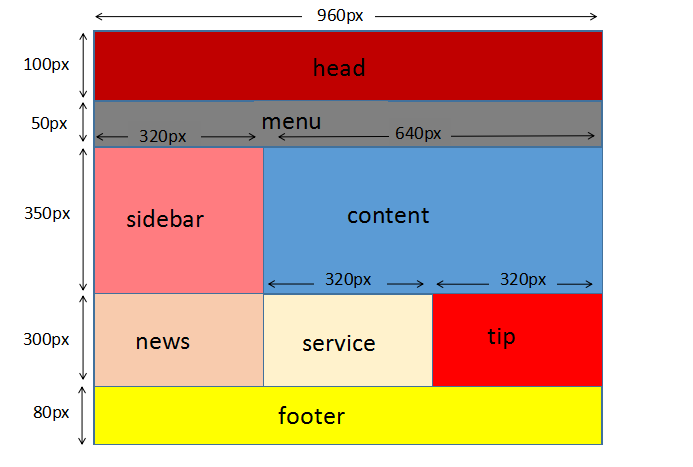 960px
100px
head
50px
menu
320px
640px
350px
sidebar
content
320px
320px
300px
news
service
tip
80px
footer